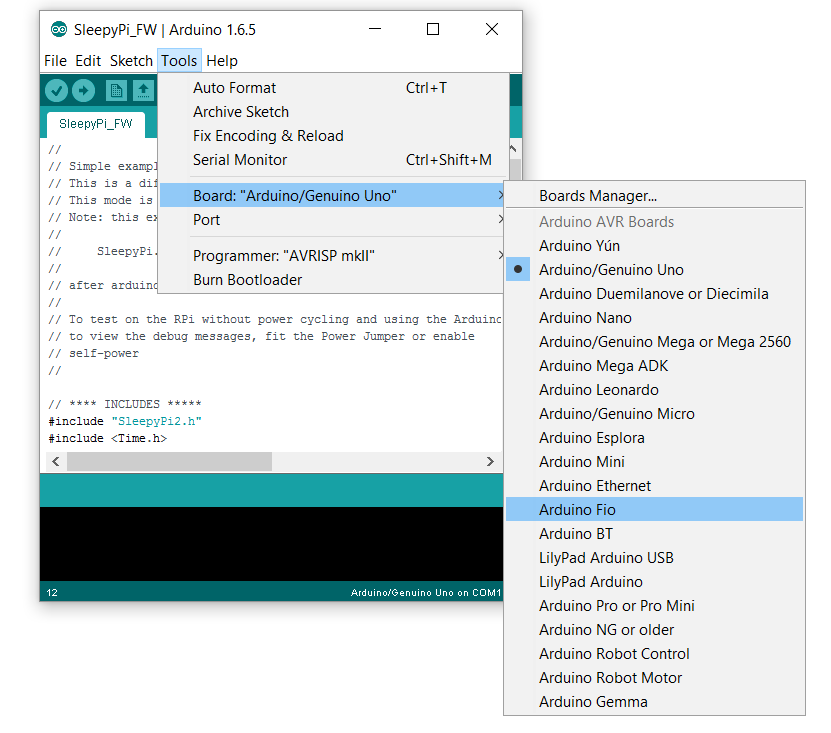 SleepyPi_FW | Arduino 1.6.5
File Edit Sketch Tools Help
Auto Format Ctrl+T
Archive Sketch
Fix Encoding & Reload
Serial Monitor Ctrl+Shift+M
Board: "Arduino/Genuino Uno"
Port
Programmer: "AVRISP mkII"
Burn Bootloader
SleepyPi_FW
//
// Simple exampl
// This is a dif
// This mode is
// Note: this ex
//
// SleepyPi.
//
// after arduino
//
// To test on the RPi without power cycling and using the Arduino
// to view the debug messages, fit the Power Jumper or enable
// self-power
//
// **** INCLUDES *****
#include "SleepyPi2.h"
#include <Time.h>
12 Arduino/Genuino Uno on COM1
Boards Manager...
Arduino AVR Boards
Arduino Yún
Arduino/Genuino Uno
Arduino Duemilanove or Diecimila
Arduino Nano
Arduino/Genuino Mega or Mega 2560
Arduino Mega ADK
Arduino Leonardo
Arduino/Genuino Micro
Arduino Esplora
Arduino Mini
Arduino Ethernet
Arduino Fio
Arduino BT
LilyPad Arduino USB
LilyPad Arduino
Arduino Pro or Pro Mini
Arduino NG or older
Arduino Robot Control
Arduino Robot Motor
Arduino Gemma